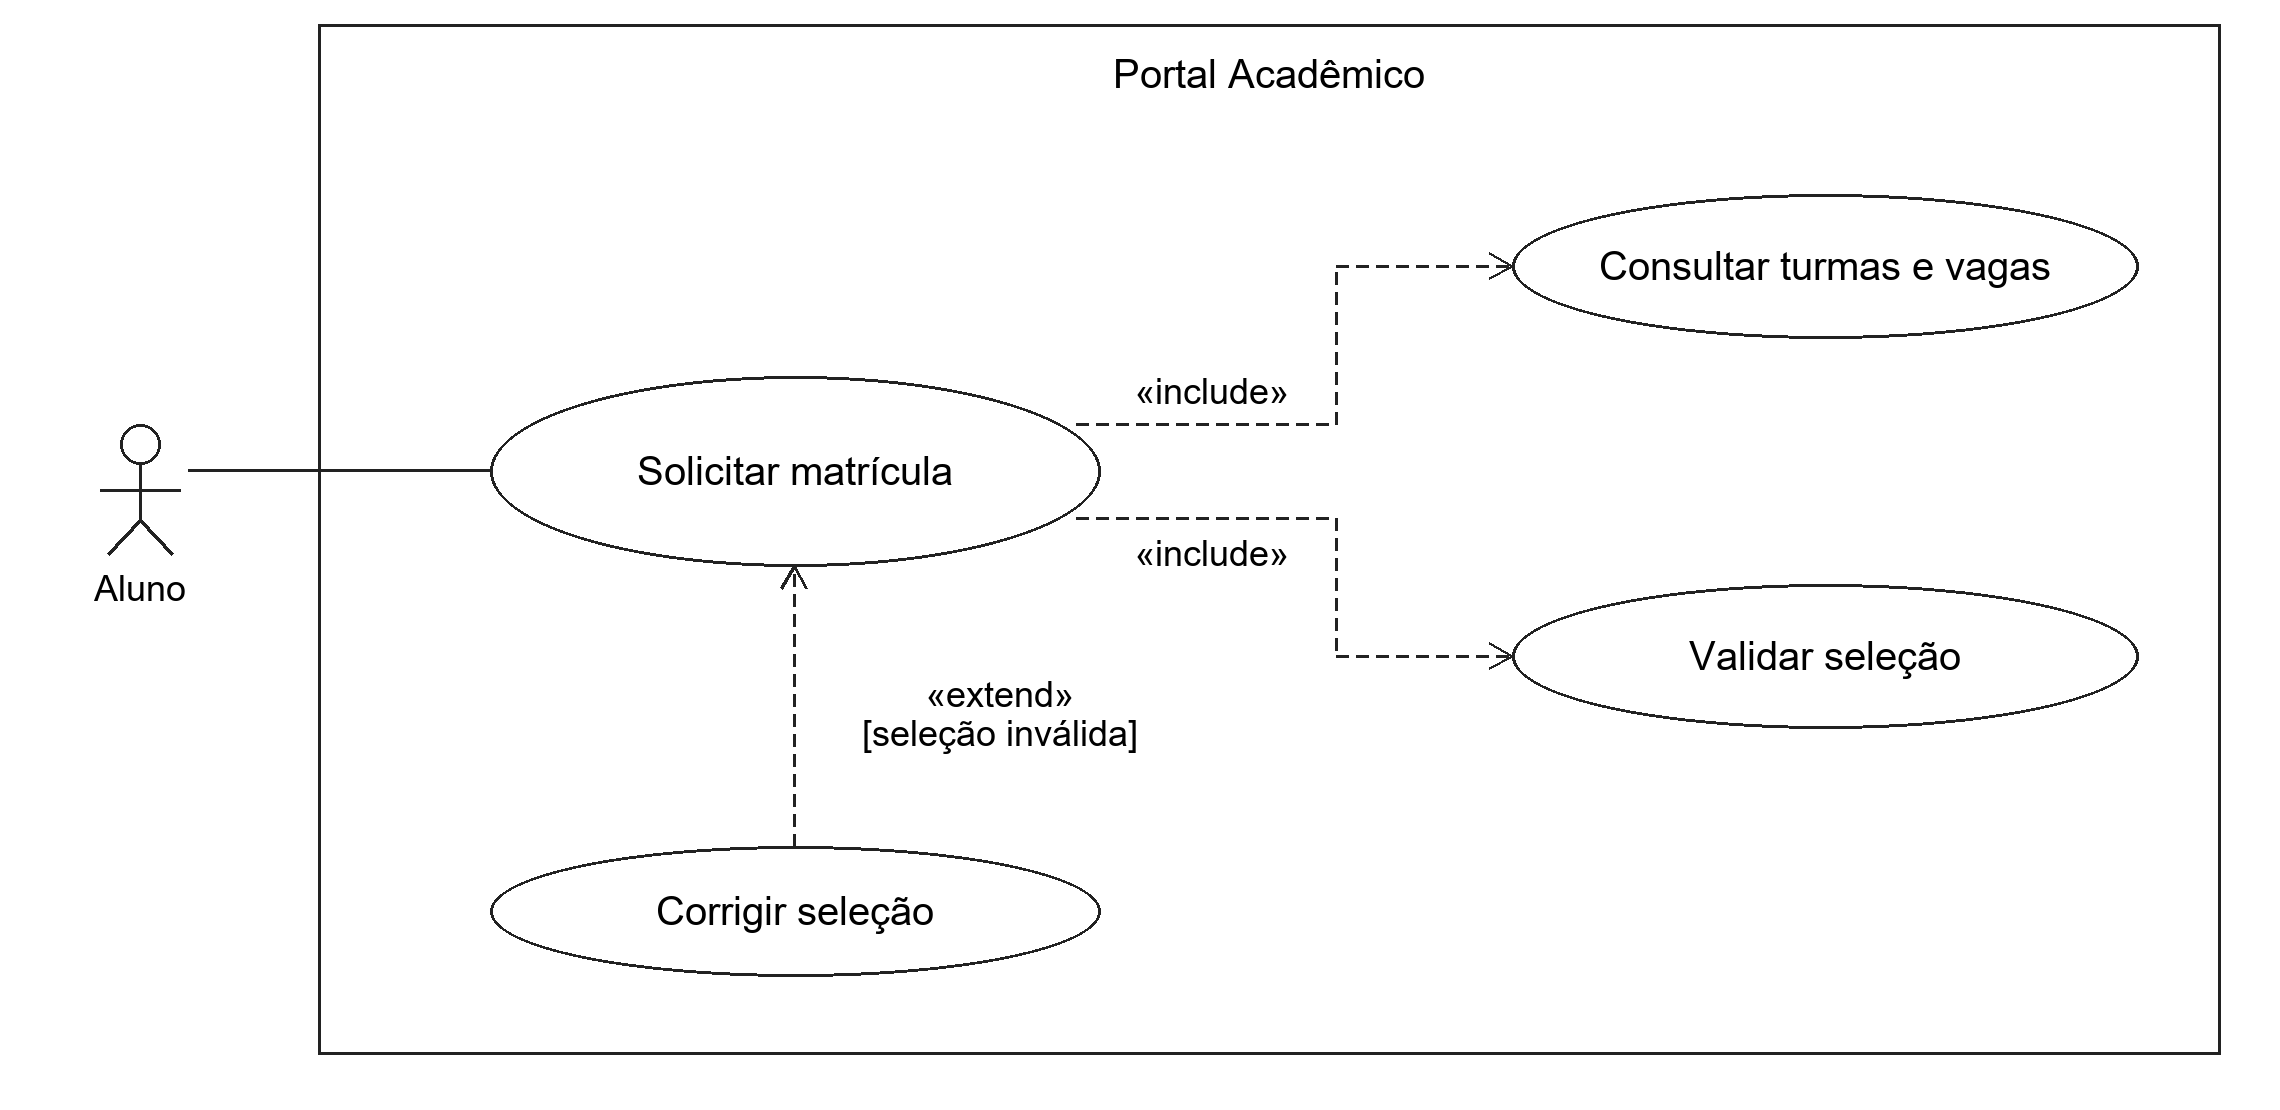 Portal Acadêmico
Consultar turmas e vagas
«include»
Solicitar matrícula
«include»
Aluno
Validar seleção
«extend»
[seleção inválida]
Corrigir seleção